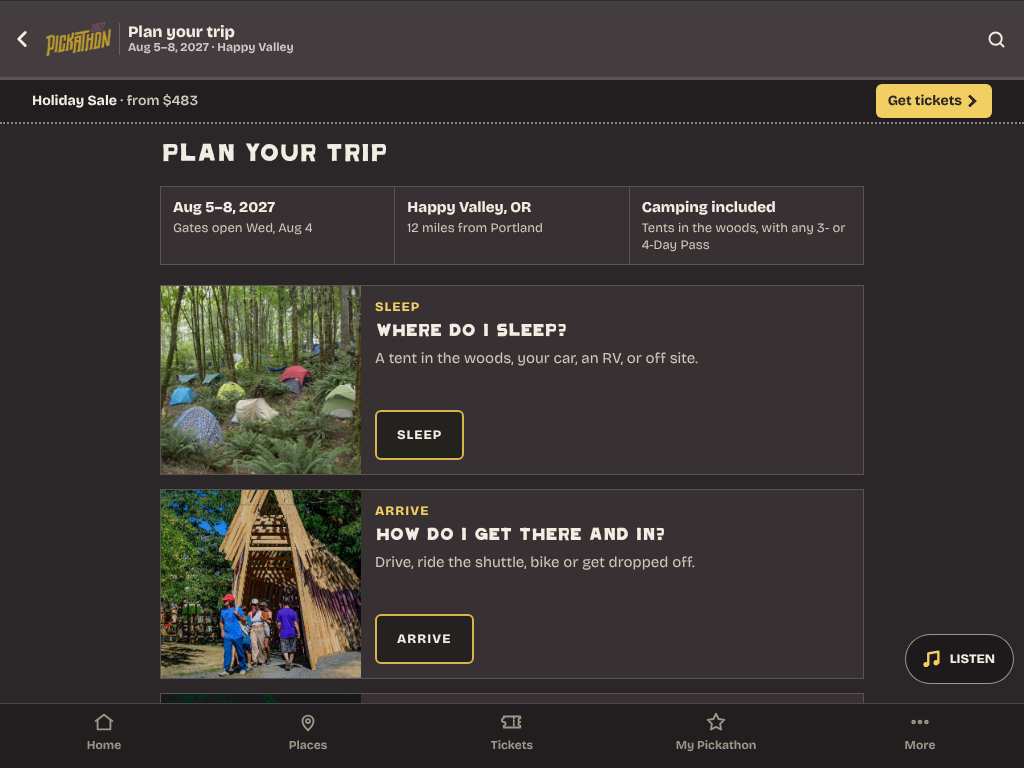 PICKATHON
Plan your trip
Aug 5–8, 2027 · Happy Valley
Holiday Sale · from $483
Get tickets
PLAN YOUR TRIP
Aug 5–8, 2027
Gates open Wed, Aug 4
Happy Valley, OR
12 miles from Portland
Camping included
Tents in the woods, with any 3- or
4-Day Pass
SLEEP
WHERE DO I SLEEP?
A tent in the woods, your car, an RV, or off site.
SLEEP
ARRIVE
HOW DO I GET THERE AND IN?
Drive, ride the shuttle, bike or get dropped off.
ARRIVE
LISTEN
Home
Places
Tickets
My Pickathon
More